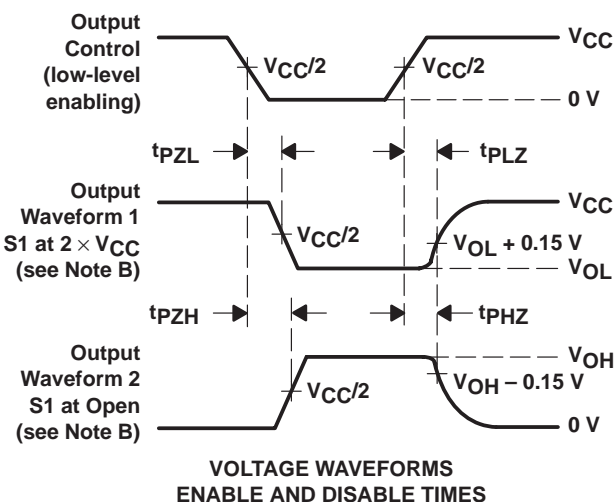 Output
Control
(low-level
enabling)
VCC/2
VCC/2
VCC
0 V
tPZL
tPLZ
Output
Waveform 1
S1 at 2 × VCC
(see Note B)
VCC/2
VCC
VOL + 0.15 V
VOL
tPZH
tPHZ
Output
Waveform 2
S1 at Open
(see Note B)
VCC/2
VOH
VOH – 0.15 V
0 V
VOLTAGE WAVEFORMS
ENABLE AND DISABLE TIMES